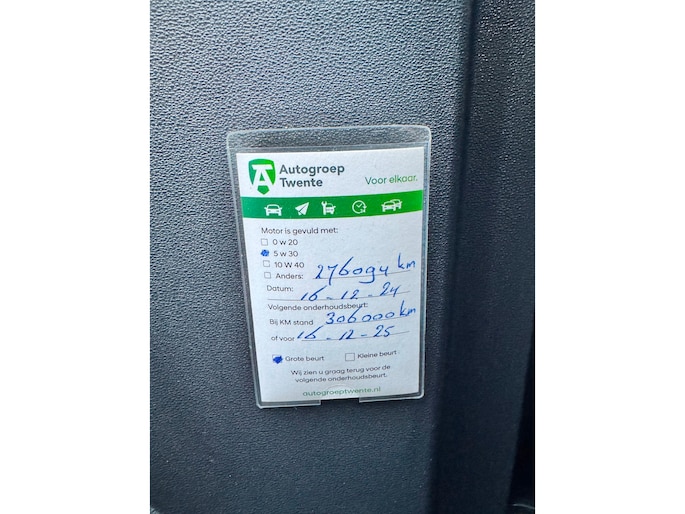 Autogroep
Twente
Voor elkaar.
Motor is gevuld met:
0 w 20
5 w 30
10 W 40
Anders: 276094 km
Datum: 16-12-24
Volgende onderhoudsbeurt:
Bij KM stand 306000 km
of voor 16-12-25
Grote beurt Kleine beurt
Wij zien u graag terug voor de
volgende onderhoudsbeurt.
autogroeptwente.nl